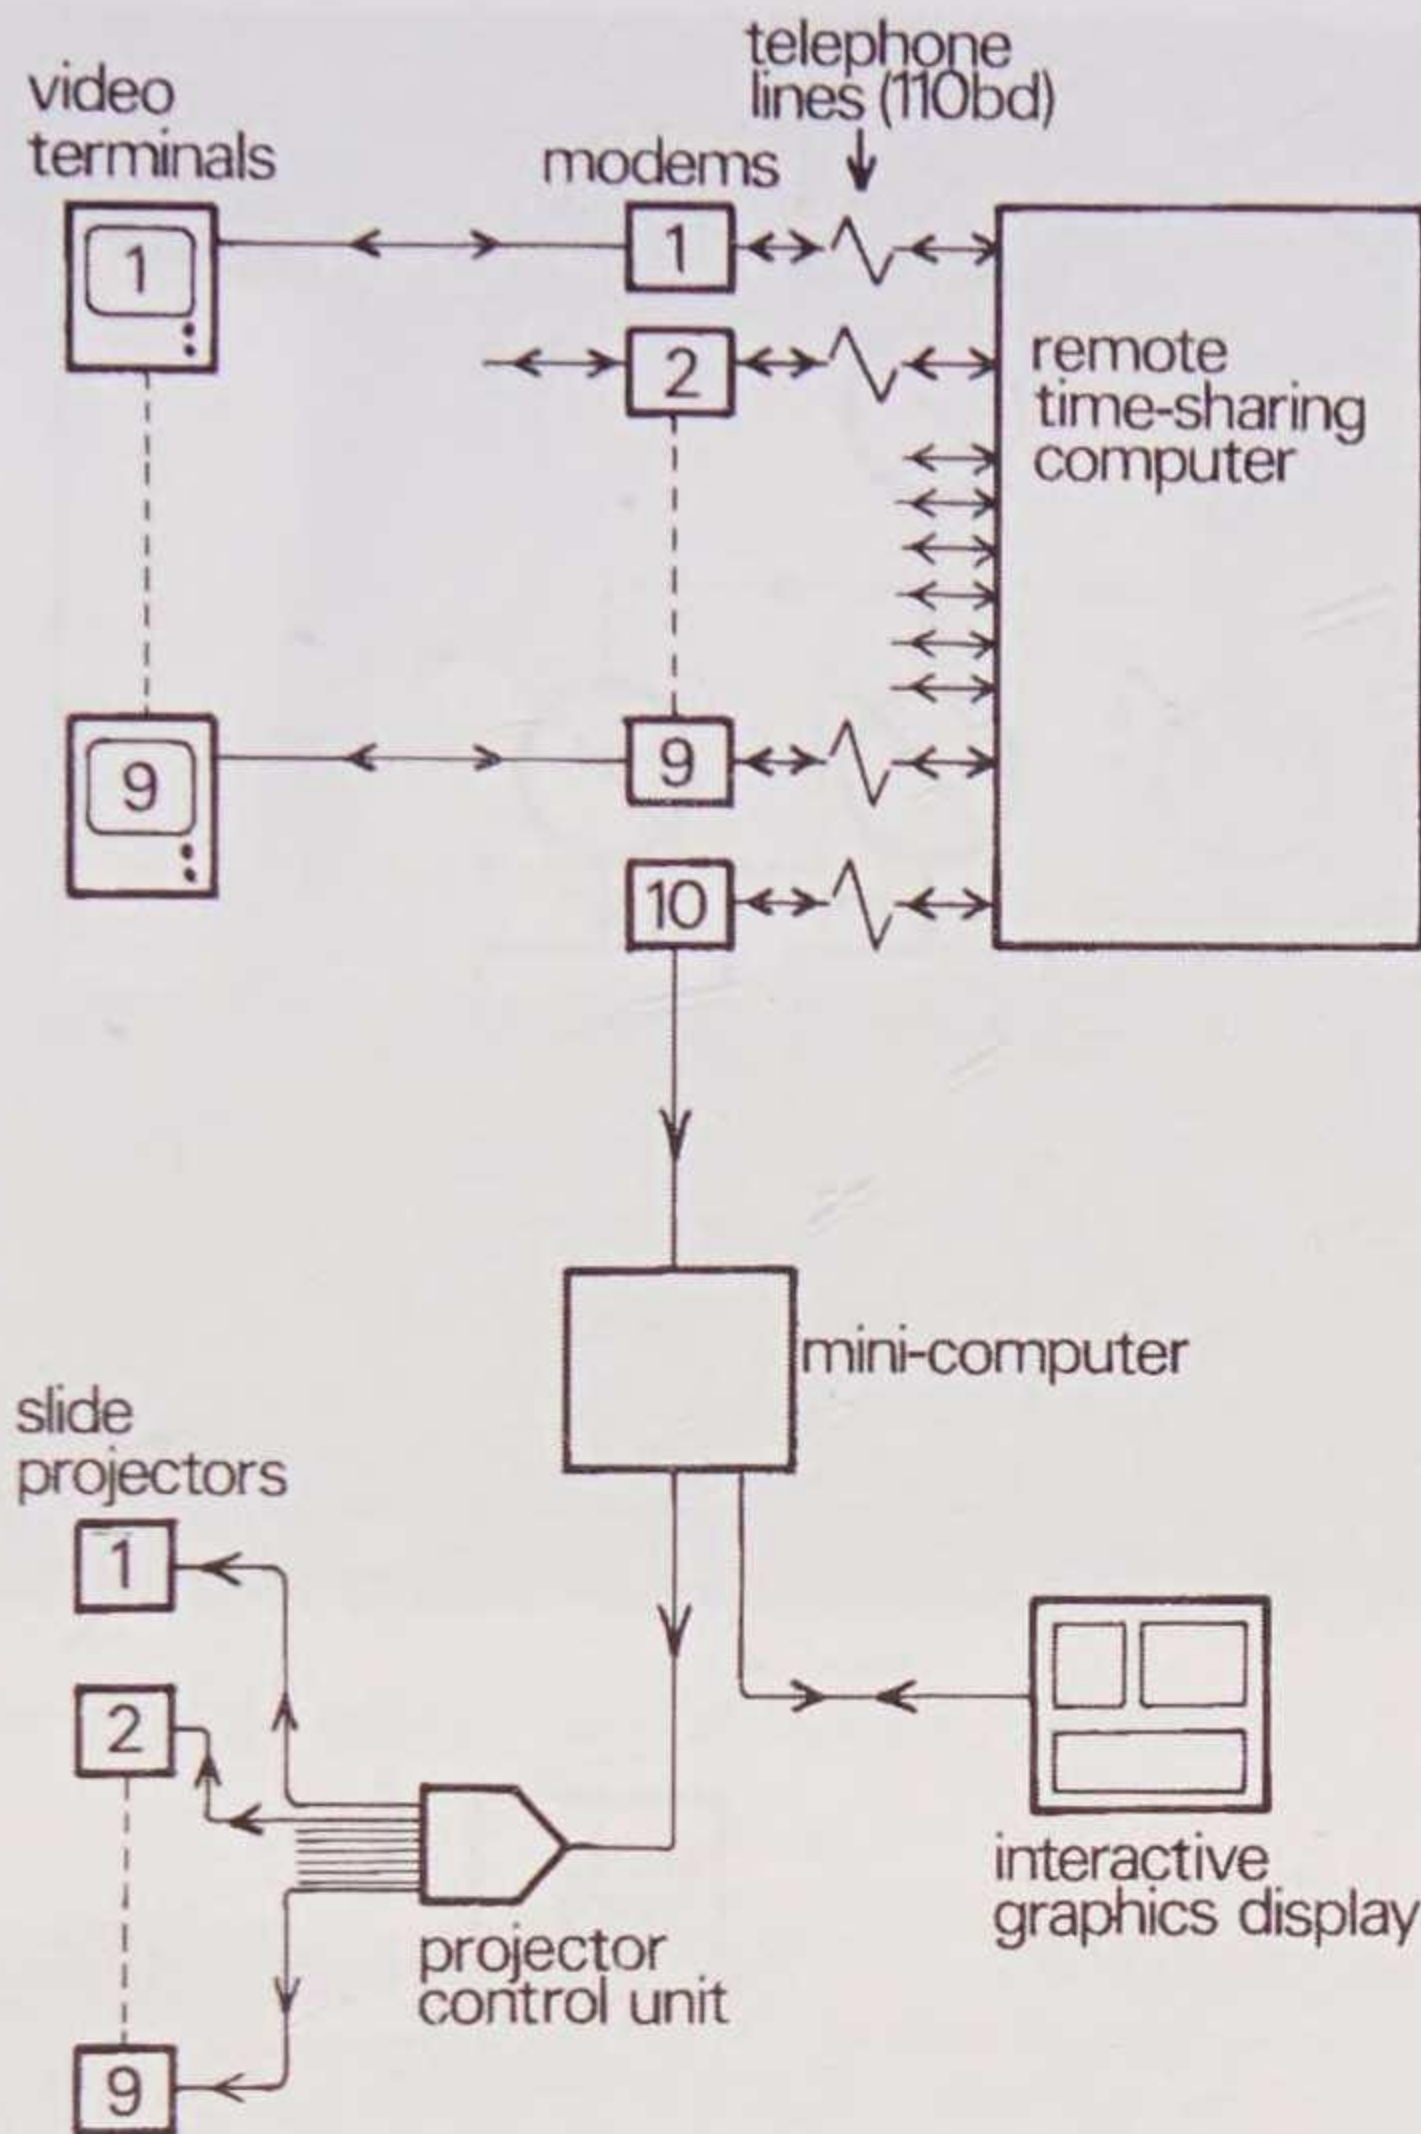 telephone
lines (110bd)
video
terminals
modems
1
1
2
remote
time-sharing
computer
9
9
10
mini-computer
slide
projectors
1
2
9
projector
control unit
interactive
graphics display